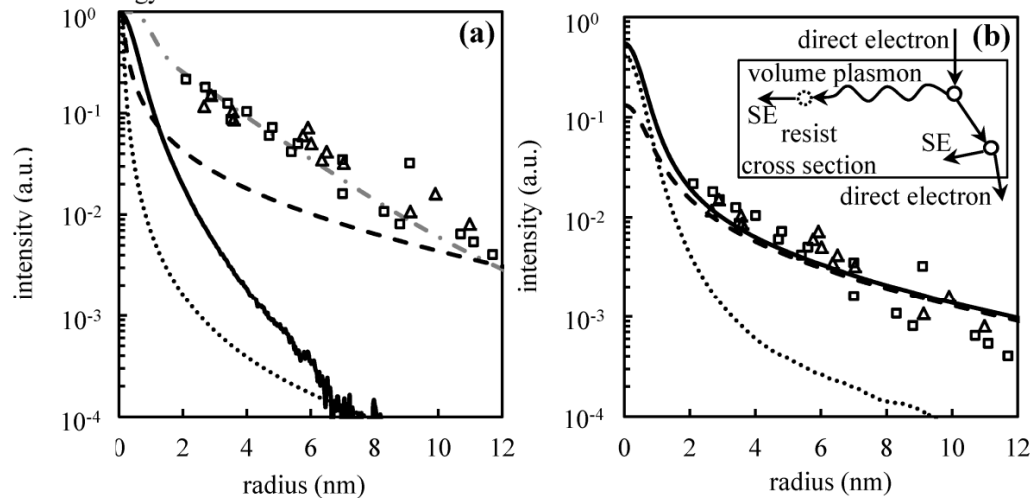 gy
(a)
10⁰
10⁻¹
10⁻²
10⁻³
10⁻⁴
intensity (a.u.)
0 2 4 6 8 10 12
radius (nm)
(b)
direct electron
volume plasmon
SE
resist
SE
cross section
direct electron
10⁰
10⁻¹
10⁻²
10⁻³
10⁻⁴
intensity (a.u.)
0 2 4 6 8 10 12
radius (nm)